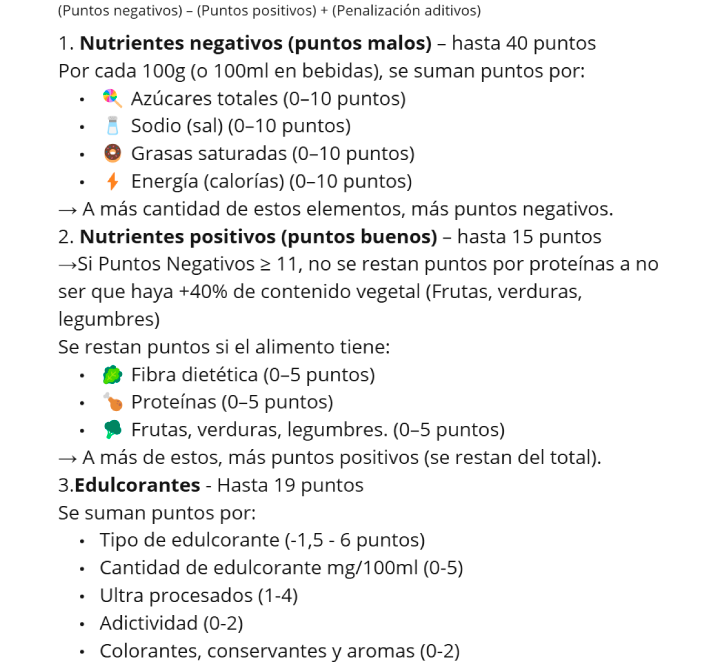 (Puntos negativos) – (Puntos positivos) + (Penalización aditivos)
1. Nutrientes negativos (puntos malos) – hasta 40 puntos
Por cada 100g (o 100ml en bebidas), se suman puntos por:
• 🍭 Azúcares totales (0–10 puntos)
• 🧂 Sodio (sal) (0–10 puntos)
• 🍩 Grasas saturadas (0–10 puntos)
• ⚡ Energía (calorías) (0–10 puntos)
→ A más cantidad de estos elementos, más puntos negativos.
2. Nutrientes positivos (puntos buenos) – hasta 15 puntos
→Si Puntos Negativos ≥ 11, no se restan puntos por proteínas a no
ser que haya +40% de contenido vegetal (Frutas, verduras,
legumbres)
Se restan puntos si el alimento tiene:
• 🥬 Fibra dietética (0–5 puntos)
• 🍗 Proteínas (0–5 puntos)
• 🥦 Frutas, verduras, legumbres. (0–5 puntos)
→ A más de estos, más puntos positivos (se restan del total).
3.Edulcorantes - Hasta 19 puntos
Se suman puntos por:
• Tipo de edulcorante (-1,5 - 6 puntos)
• Cantidad de edulcorante mg/100ml (0-5)
• Ultra procesados (1-4)
• Adictividad (0-2)
• Colorantes, conservantes y aromas (0-2)